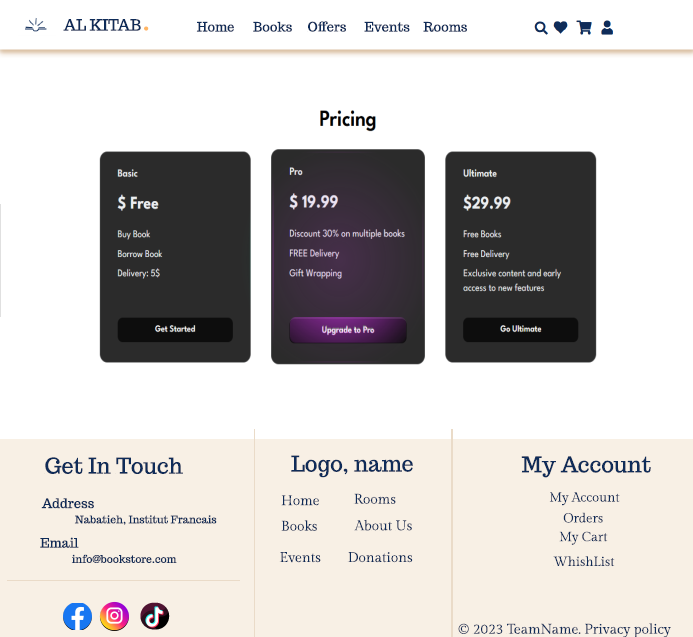 AL KITAB.
Home Books Offers Events Rooms
Pricing
Basic
$ Free
Buy Book
Borrow Book
Delivery: 5$
Get Started
Pro
$ 19.99
Discount 30% on multiple books
FREE Delivery
Gift Wrapping
Upgrade to Pro
Ultimate
$29.99
Free Books
Free Delivery
Exclusive content and early
access to new features
Go Ultimate
Get In Touch
Address
Nabatieh, Institut Francais
Email
info@bookstore.com
Logo, name
Home Rooms
Books About Us
Events Donations
My Account
My Account
Orders
My Cart
WhishList
© 2023 TeamName. Privacy policy